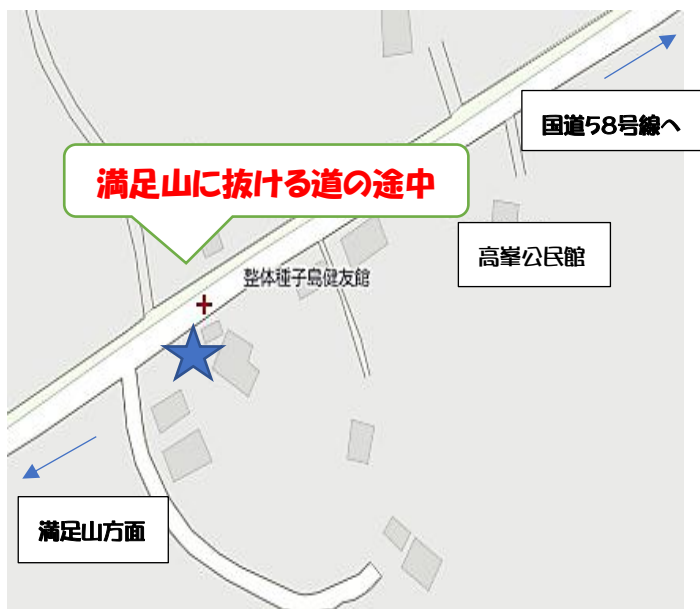 国道58号線へ
満足山に抜ける道の途中
高峯公民館
整体種子島健友館
満足山方面